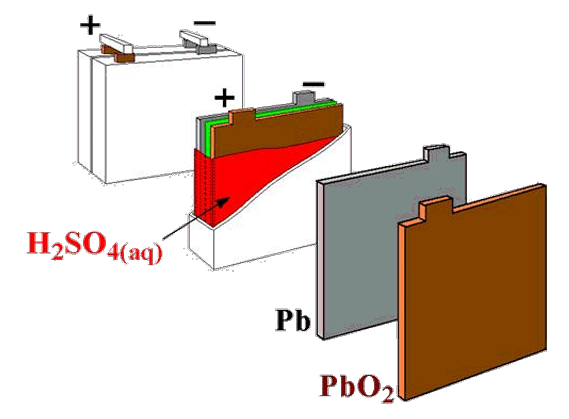 + −
+ −
H₂SO₄(aq)
Pb
PbO₂